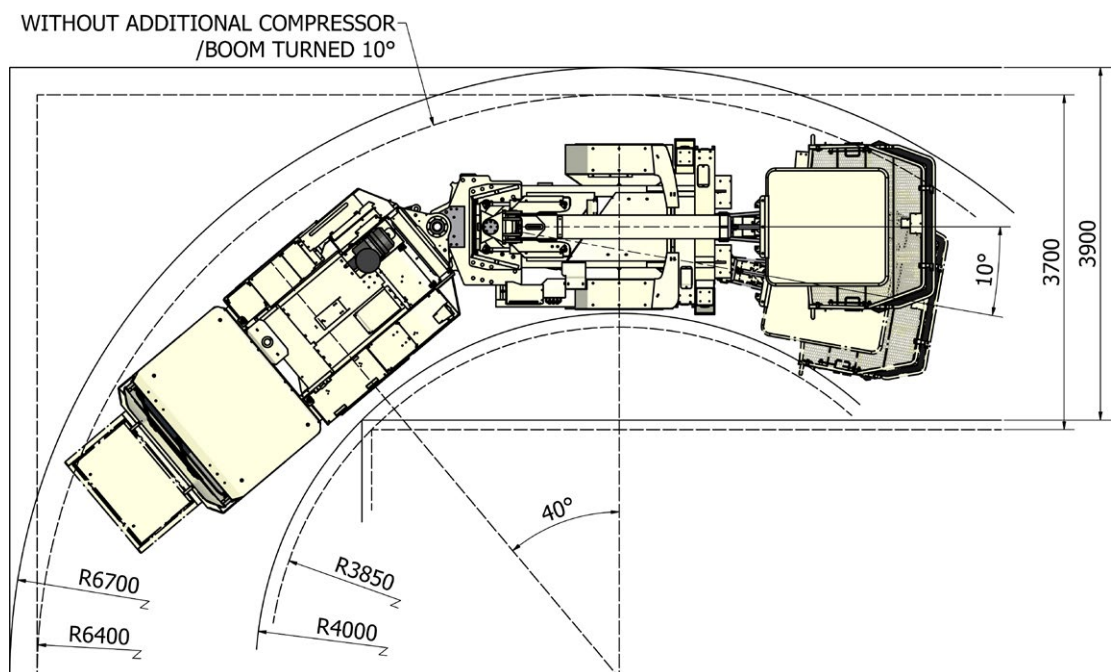 WITHOUT ADDITIONAL COMPRESSOR
/BOOM TURNED 10°
3900
3700
10°
40°
R3850
R6700
R4000
R6400